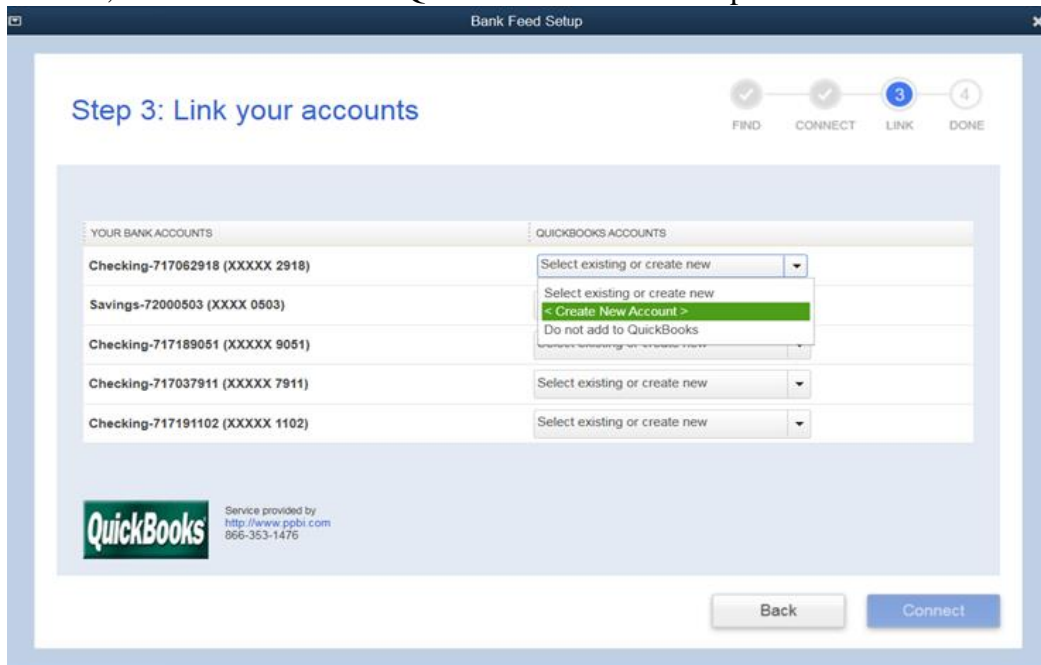 Bank Feed Setup
Step 3: Link your accounts
3
4
FIND
CONNECT
LINK
DONE
YOUR BANK ACCOUNTS
QUICKBOOKS ACCOUNTS
Checking-717062918 (XXXXX 2918)
Select existing or create new
Select existing or create new
Savings-72000503 (XXXX 0503)
< Create New Account >
Do not add to QuickBooks
Checking-717189051 (XXXXX 9051)
Checking-717037911 (XXXXX 7911)
Select existing or create new
Checking-717191102 (XXXXX 1102)
Select existing or create new
QuickBooks
Service provided by
http://www.ppbi.com
866-353-1476
Back
Connect